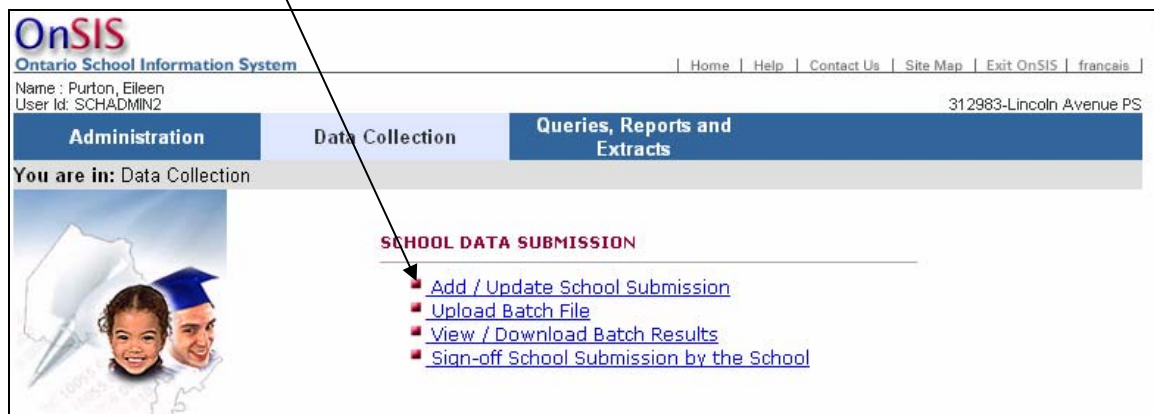 OnSIS
Ontario School Information System
| Home | Help | Contact Us | Site Map | Exit OnSIS | français |
Name : Purton, Eileen
User Id: SCHADMIN2
312983-Lincoln Avenue PS
Administration
Data Collection
Queries, Reports and
Extracts
You are in: Data Collection
SCHOOL DATA SUBMISSION
Add / Update School Submission
Upload Batch File
View / Download Batch Results
Sign-off School Submission by the School